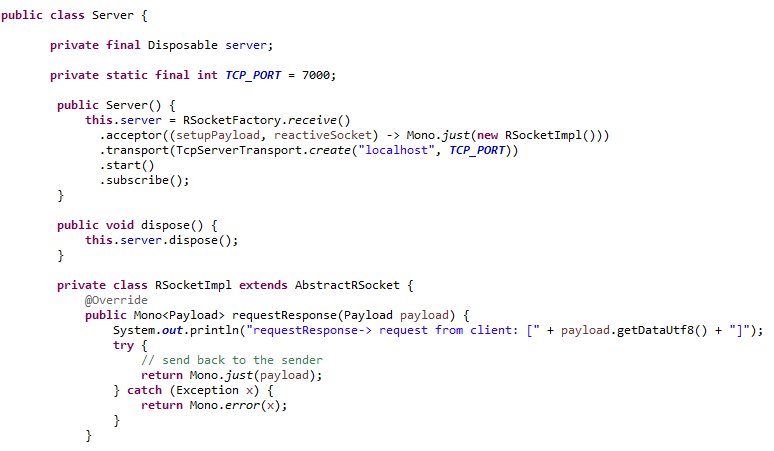 public class Server {
private final Disposable server;
private static final int TCP_PORT = 7000;
public Server() {
this.server = RSocketFactory.receive()
.acceptor((setupPayload, reactiveSocket) -> Mono.just(new RSocketImpl()))
.transport(TcpServerTransport.create("localhost", TCP_PORT))
.start()
.subscribe();
}
public void dispose() {
this.server.dispose();
}
private class RSocketImpl extends AbstractRSocket {
@Override
public Mono<Payload> requestResponse(Payload payload) {
System.out.println("requestResponse-> request from client: [" + payload.getDataUtf8() + "]");
try {
// send back to the sender
return Mono.just(payload);
} catch (Exception x) {
return Mono.error(x);
}
}